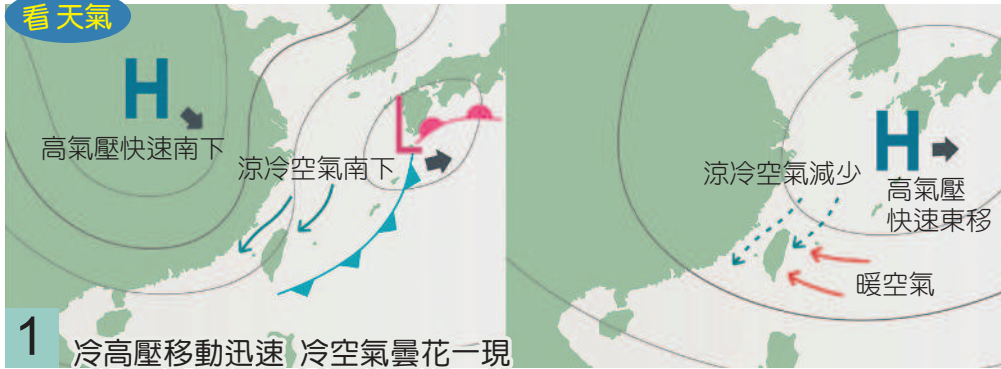 看天氣
H
高氣壓快速南下
涼冷空氣南下
L
涼冷空氣減少
H
高氣壓
快速東移
暖空氣
1
冷高壓移動迅速 冷空氣曇花一現